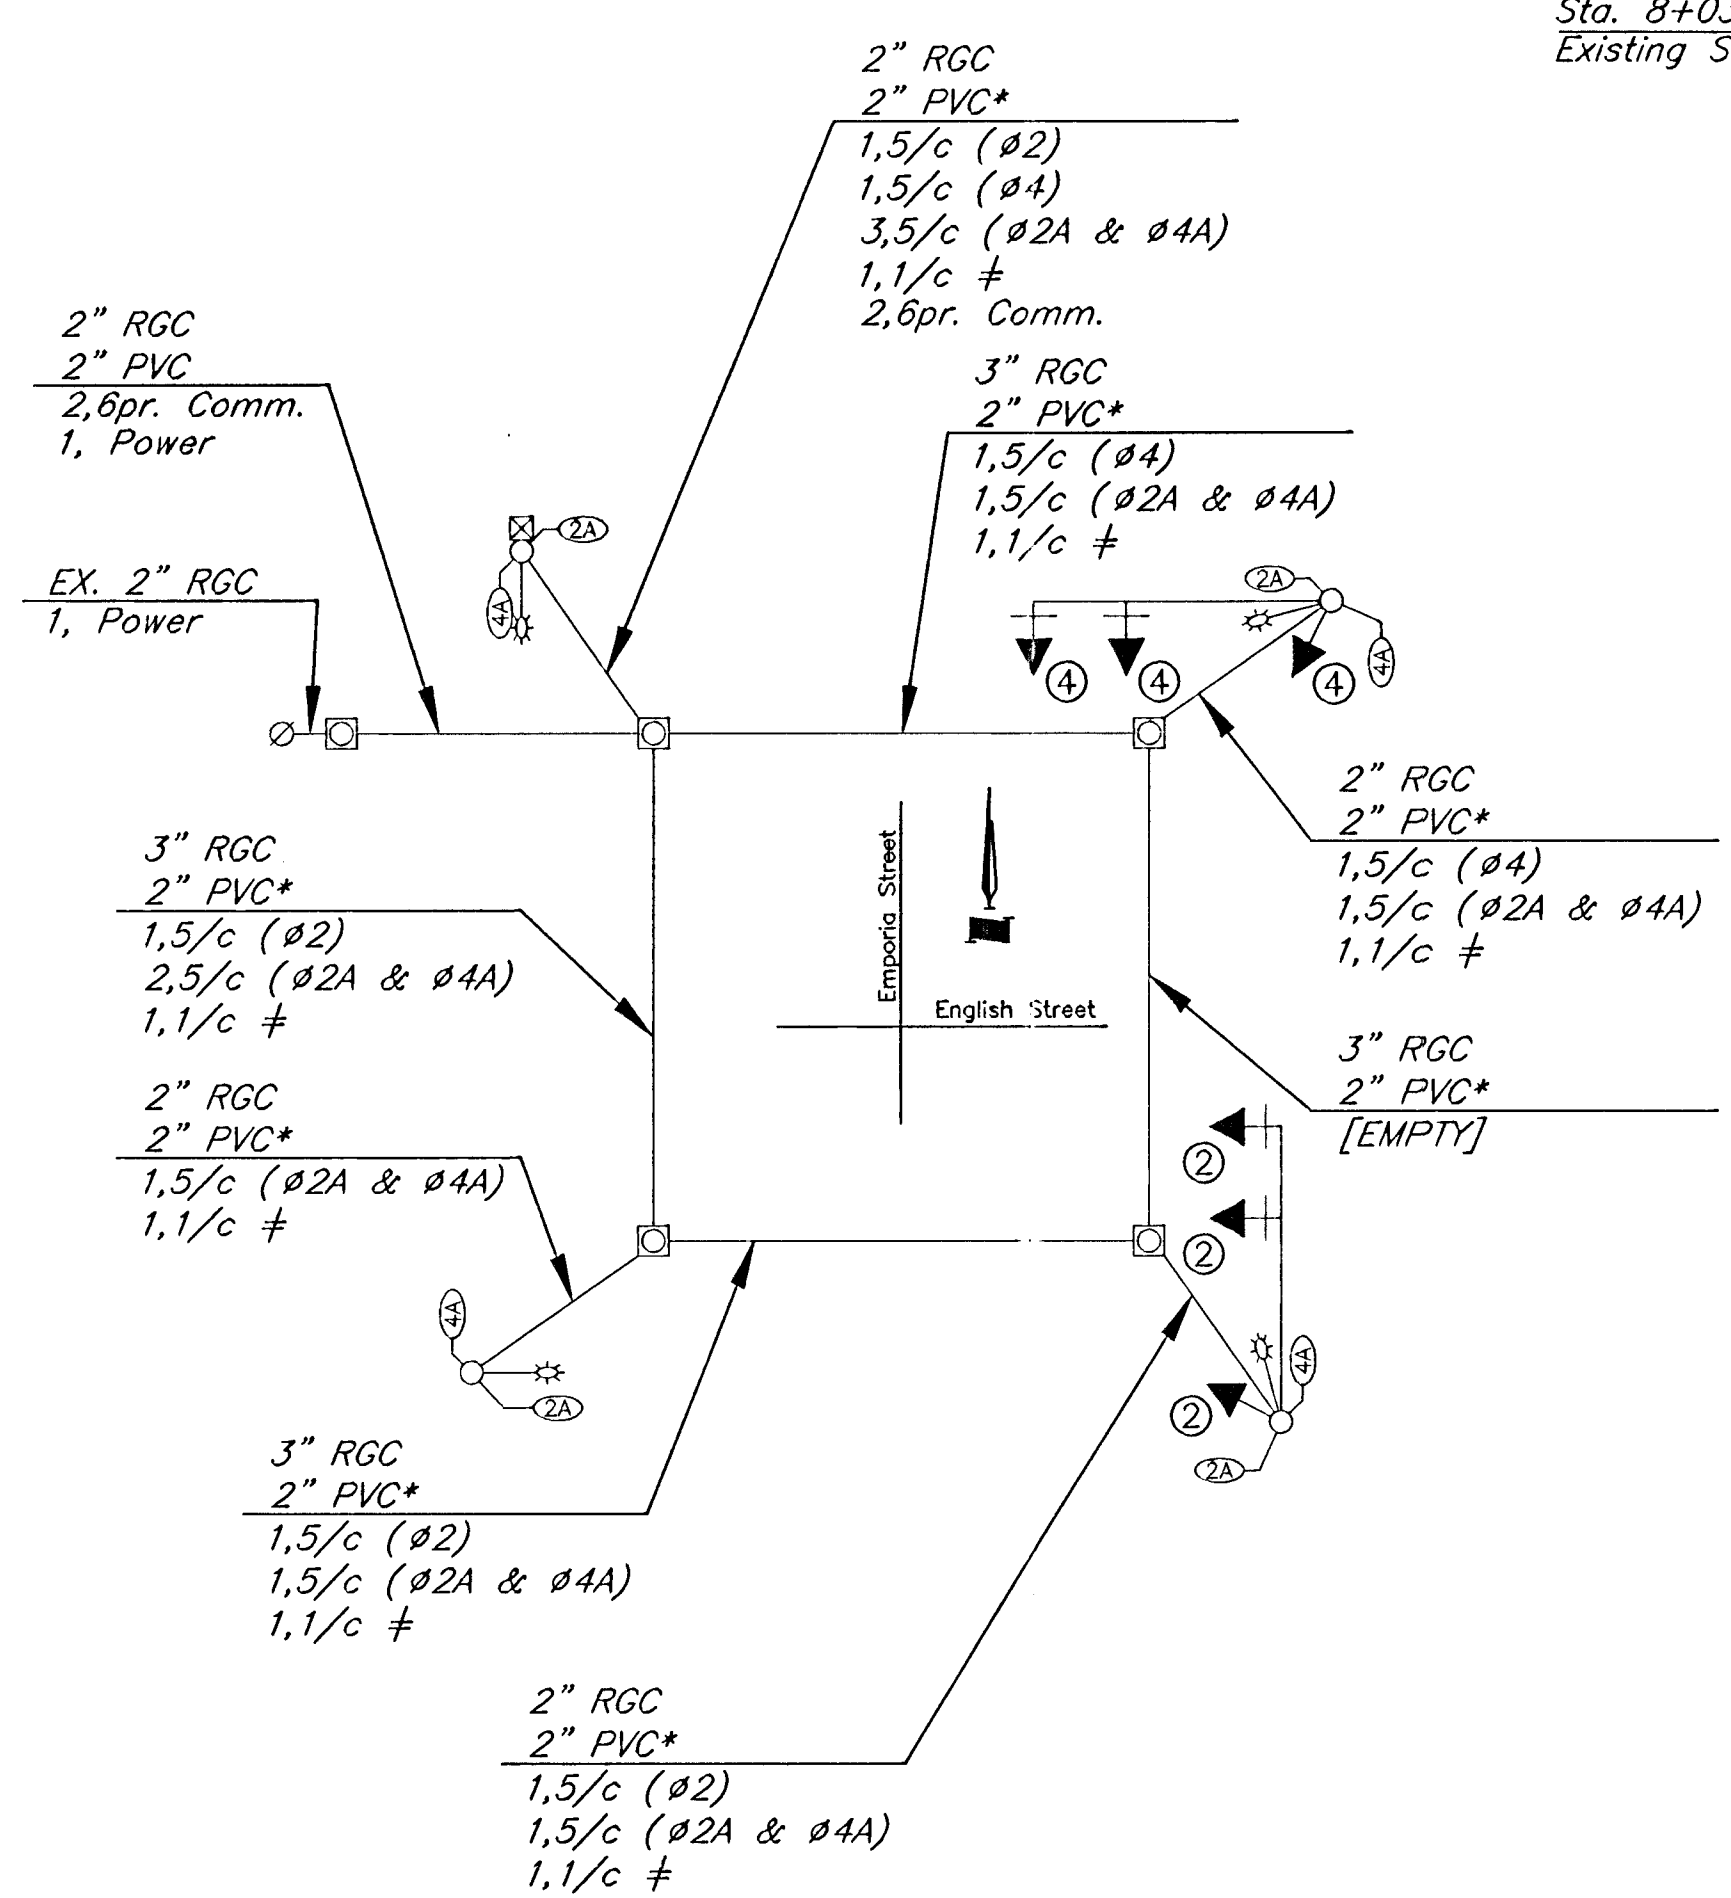 Sta. 8+03
Existing S
2" RGC
2" PVC*
1,5/c (ø2)
1,5/c (ø4)
3,5/c (ø2A & ø4A)
1,1/c ‡
2,6pr. Comm.
2" RGC
2" PVC
2,6pr. Comm.
1, Power
3" RGC
2" PVC*
1,5/c (ø4)
1,5/c (ø2A & ø4A)
1,1/c ‡
EX. 2" RGC
1, Power
2A
4A
2A
4A
4
4
4
2" RGC
2" PVC*
1,5/c (ø4)
1,5/c (ø2A & ø4A)
1,1/c ‡
3" RGC
2" PVC*
1,5/c (ø2)
2,5/c (ø2A & ø4A)
1,1/c ‡
Emporia Street
N
English Street
3" RGC
2" PVC*
[EMPTY]
2" RGC
2" PVC*
1,5/c (ø2A & ø4A)
1,1/c ‡
2
2
2
4A
2A
4A
2A
3" RGC
2" PVC*
1,5/c (ø2)
1,5/c (ø2A & ø4A)
1,1/c ‡
2" RGC
2" PVC*
1,5/c (ø2)
1,5/c (ø2A & ø4A)
1,1/c ‡